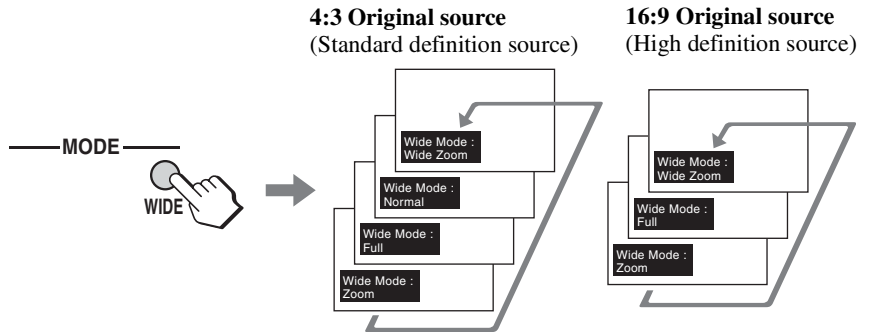 4:3 Original source
(Standard definition source)
16:9 Original source
(High definition source)
MODE
WIDE
Wide Mode :
Wide Zoom
Wide Mode :
Normal
Wide Mode :
Full
Wide Mode :
Zoom
Wide Mode :
Wide Zoom
Wide Mode :
Full
Wide Mode :
Zoom